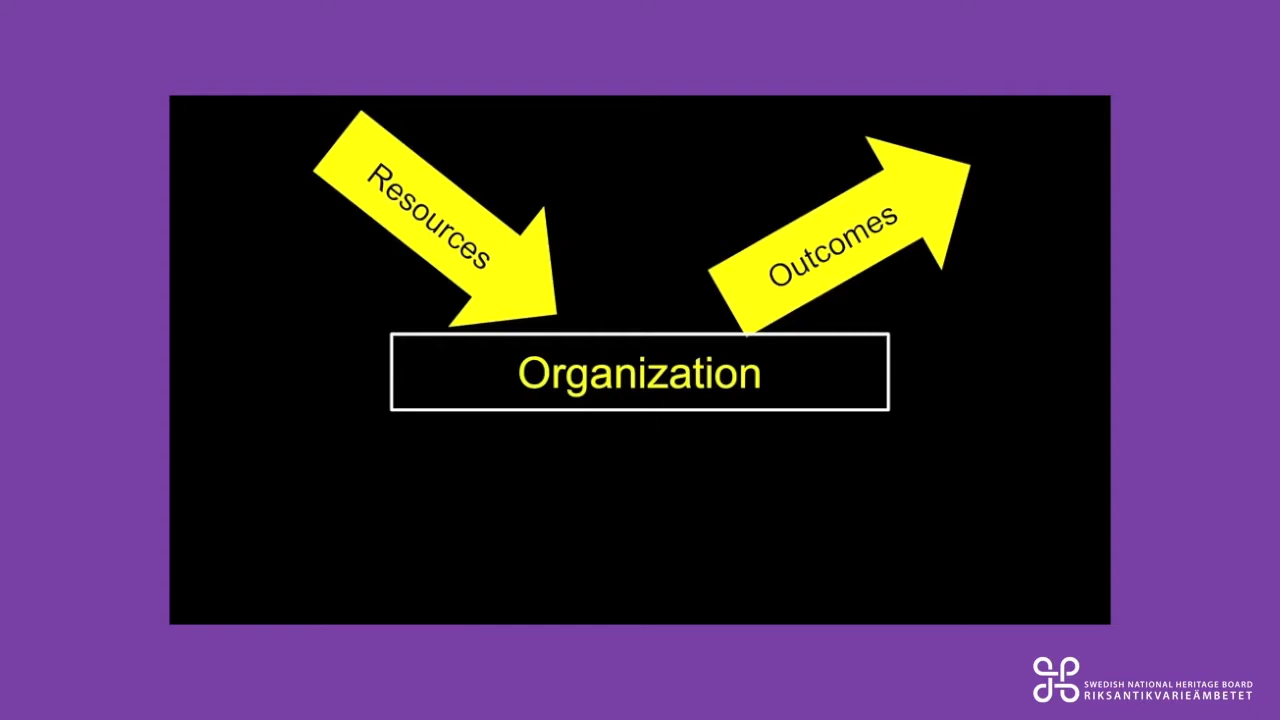 Resources
Outcomes
Organization
SWEDISH NATIONAL HERITAGE BOARD
RIKSANTIKVARIEÄMBETET